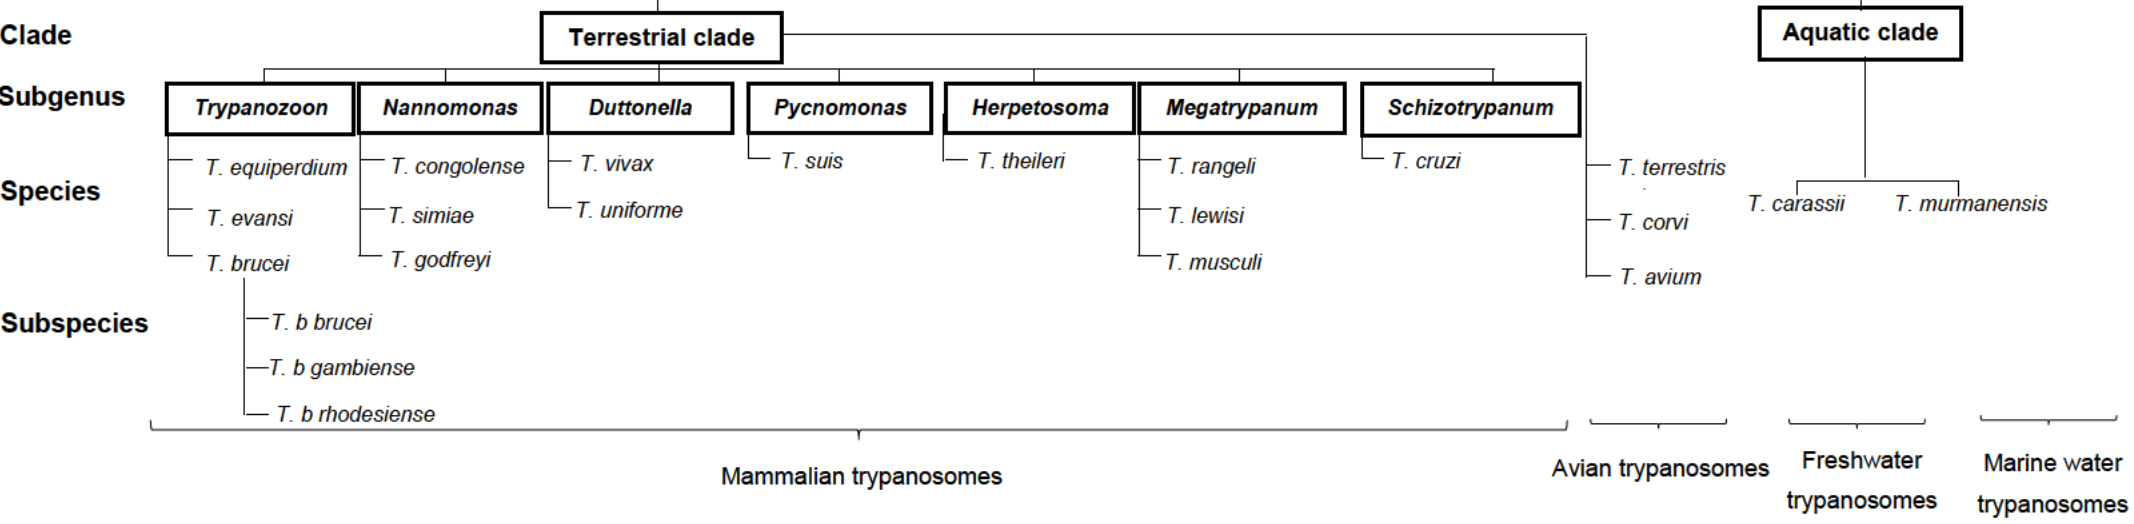 Clade
Terrestrial clade
Aquatic clade
Subgenus
Trypanozoon
Nannomonas
Duttonella
Pycnomonas
Herpetosoma
Megatrypanum
Schizotrypanum
Species
T. equiperdium
T. evansi
T. brucei
T. congolense
T. simiae
T. godfreyi
T. vivax
T. uniforme
T. suis
T. theileri
T. rangeli
T. lewisi
T. musculi
T. cruzi
T. terrestris
T. corvi
T. avium
T. carassii
T. murmanensis
Subspecies
T. b brucei
T. b gambiense
T. b rhodesiense
Mammalian trypanosomes
Avian trypanosomes
Freshwater
trypanosomes
Marine water
trypanosomes